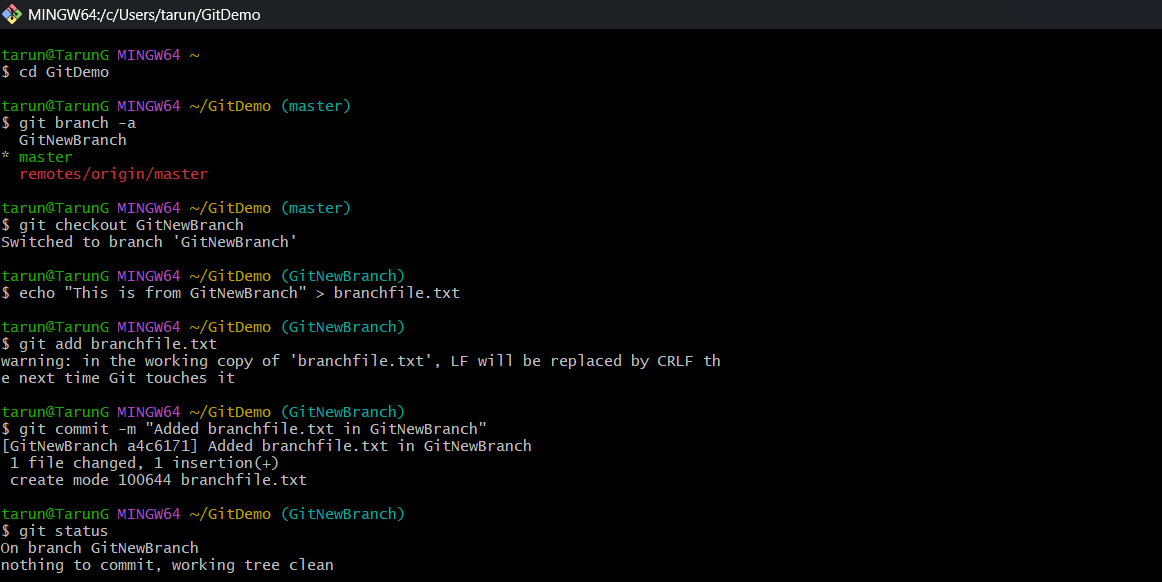 MINGW64:/c/Users/tarun/GitDemo
tarun@TarunG MINGW64 ~
$ cd GitDemo
tarun@TarunG MINGW64 ~/GitDemo (master)
$ git branch -a
  GitNewBranch
* master
  remotes/origin/master
tarun@TarunG MINGW64 ~/GitDemo (master)
$ git checkout GitNewBranch
Switched to branch 'GitNewBranch'
tarun@TarunG MINGW64 ~/GitDemo (GitNewBranch)
$ echo "This is from GitNewBranch" > branchfile.txt
tarun@TarunG MINGW64 ~/GitDemo (GitNewBranch)
$ git add branchfile.txt
warning: in the working copy of 'branchfile.txt', LF will be replaced by CRLF th
e next time Git touches it
tarun@TarunG MINGW64 ~/GitDemo (GitNewBranch)
$ git commit -m "Added branchfile.txt in GitNewBranch"
[GitNewBranch a4c6171] Added branchfile.txt in GitNewBranch
 1 file changed, 1 insertion(+)
 create mode 100644 branchfile.txt
tarun@TarunG MINGW64 ~/GitDemo (GitNewBranch)
$ git status
On branch GitNewBranch
nothing to commit, working tree clean